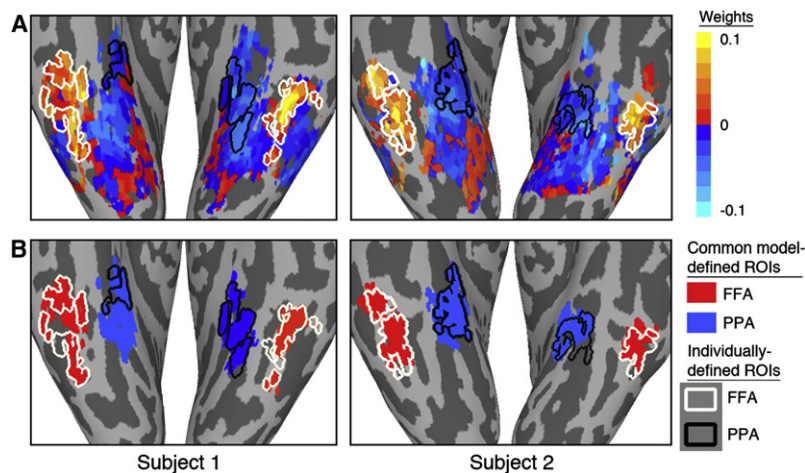 A
Weights
0.1
0
-0.1
B
Common model-
defined ROIs
FFA
PPA
Individually-
defined ROIs
FFA
PPA
Subject 1
Subject 2